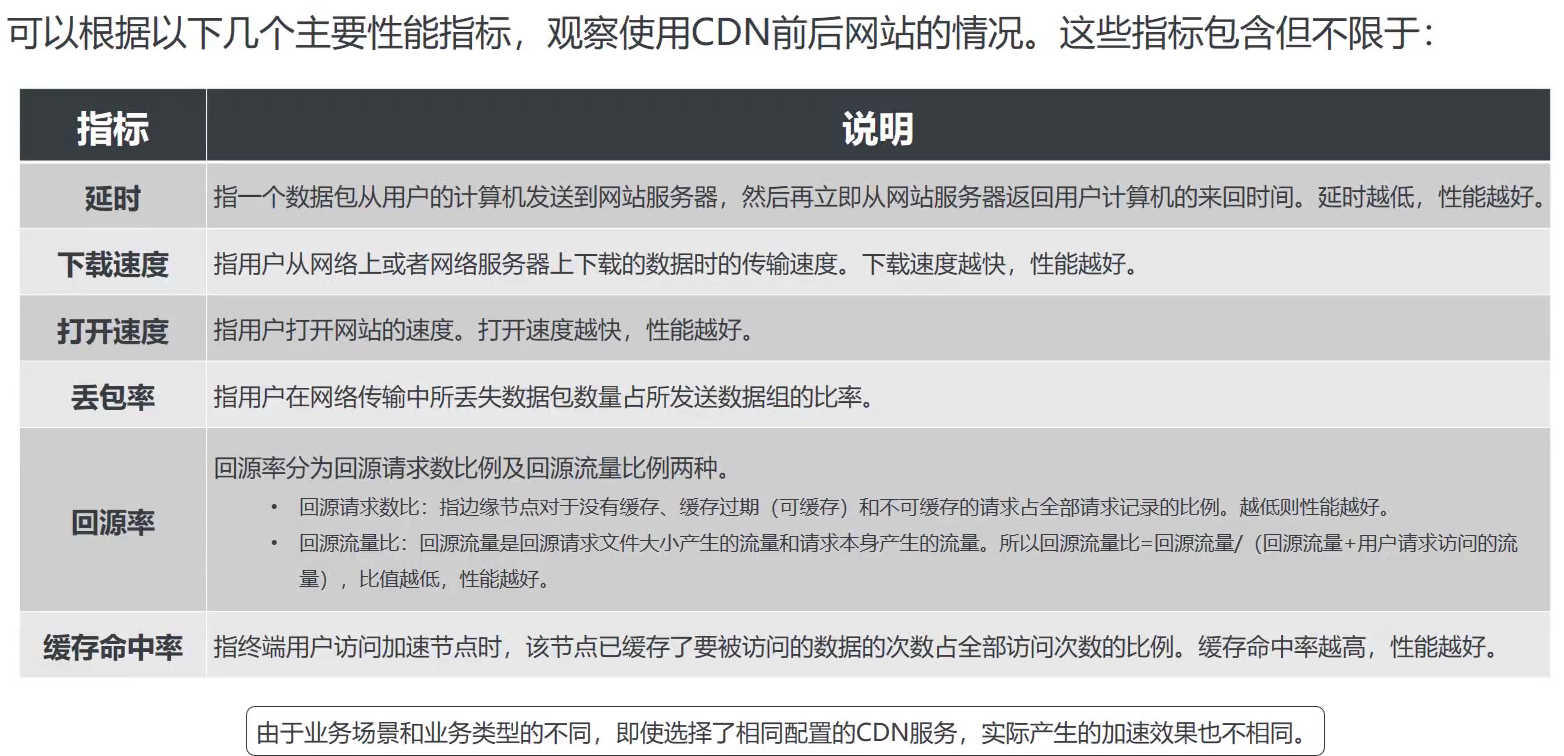 可以根据以下几个主要性能指标，观察使用CDN前后网站的情况。这些指标包含但不限于：
指标 说明
延时 指一个数据包从用户的计算机发送到网站服务器，然后再立即从网站服务器返回用户计算机的来回时间。延时越低，性能越好。
下载速度 指用户从网络上或者网络服务器上下载的数据时的传输速度。下载速度越快，性能越好。
打开速度 指用户打开网站的速度。打开速度越快，性能越好。
丢包率 指用户在网络传输中所丢失数据包数量占所发送数据组的比率。
回源率 回源率分为回源请求数比例及回源流量比例两种。
• 回源请求数比：指边缘节点对于没有缓存、缓存过期（可缓存）和不可缓存的请求占全部请求记录的比例。越低则性能越好。
• 回源流量比：回源流量是回源请求文件大小产生的流量和请求本身产生的流量。所以回源流量比=回源流量/（回源流量+用户请求访问的流
量），比值越低，性能越好。
缓存命中率 指终端用户访问加速节点时，该节点已缓存了要被访问的数据的次数占全部访问次数的比例。缓存命中率越高，性能越好。
由于业务场景和业务类型的不同，即使选择了相同配置的CDN服务，实际产生的加速效果也不相同。